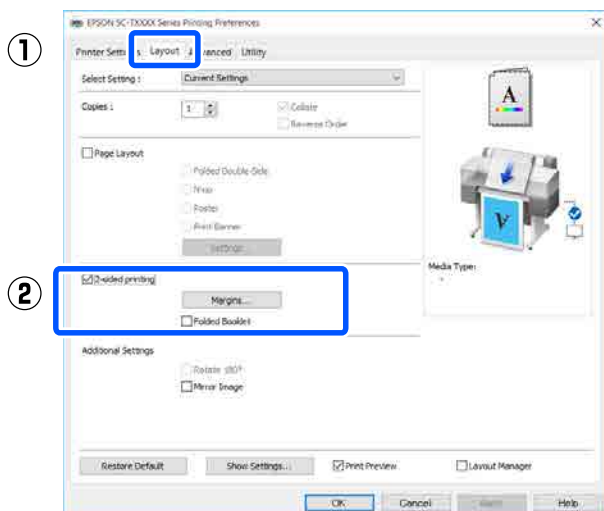 EPSON SC-TXXXX Series Printing Preferences
1
Layout Utility
Select Setting : Current Settings
Copies : 1 Collate
Reverse Order
A
Page Layout
Folded Double-Side
N-up
Poster
Print Banner
Settings...
A
Media Type:
2
2-sided printing
Margins...
Folded Booklet
Additional Settings
Rotate 180°
Mirror Image
Restore Default Show Settings... Print Preview Layout Manager
OK Cancel Apply Help